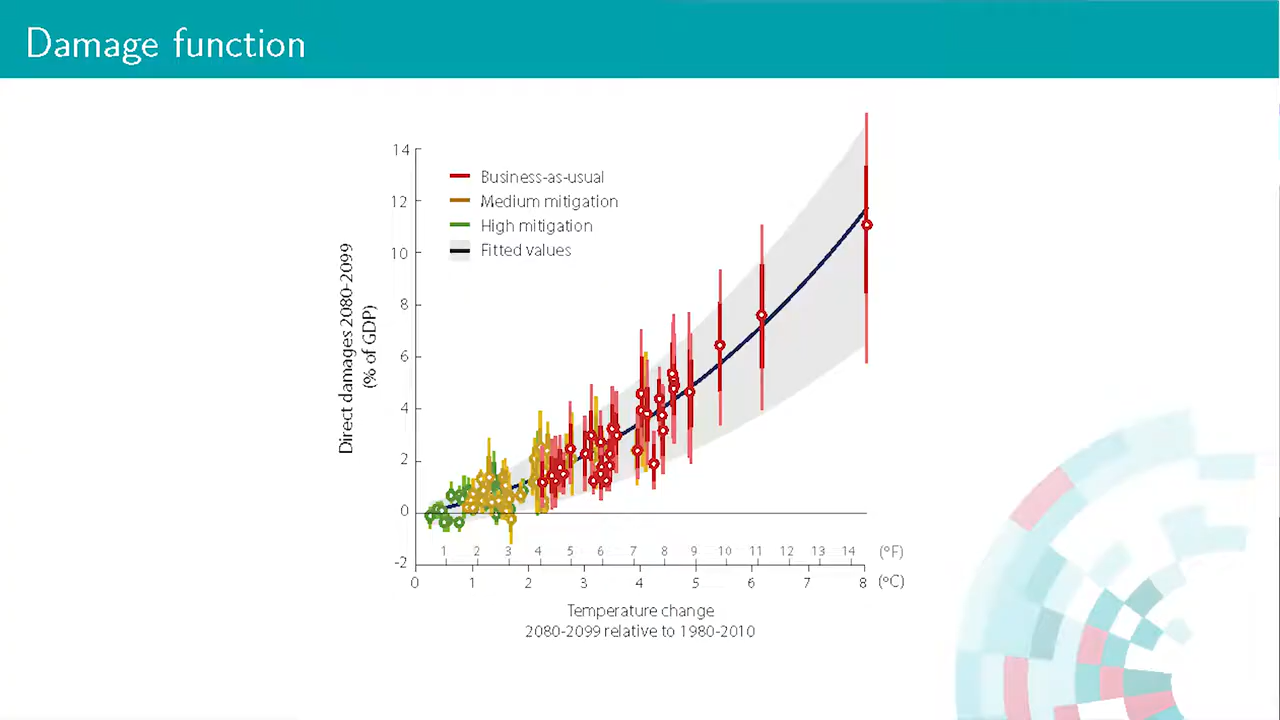 Damage function
14
12
10
8
6
4
2
0
-2
Business-as-usual
Medium mitigation
High mitigation
Fitted values
Direct damages 2080-2099
(% of GDP)
1 2 3 4 5 6 7 8 9 10 11 12 13 14 (°F)
0 1 2 3 4 5 6 7 8 (°C)
Temperature change
2080-2099 relative to 1980-2010